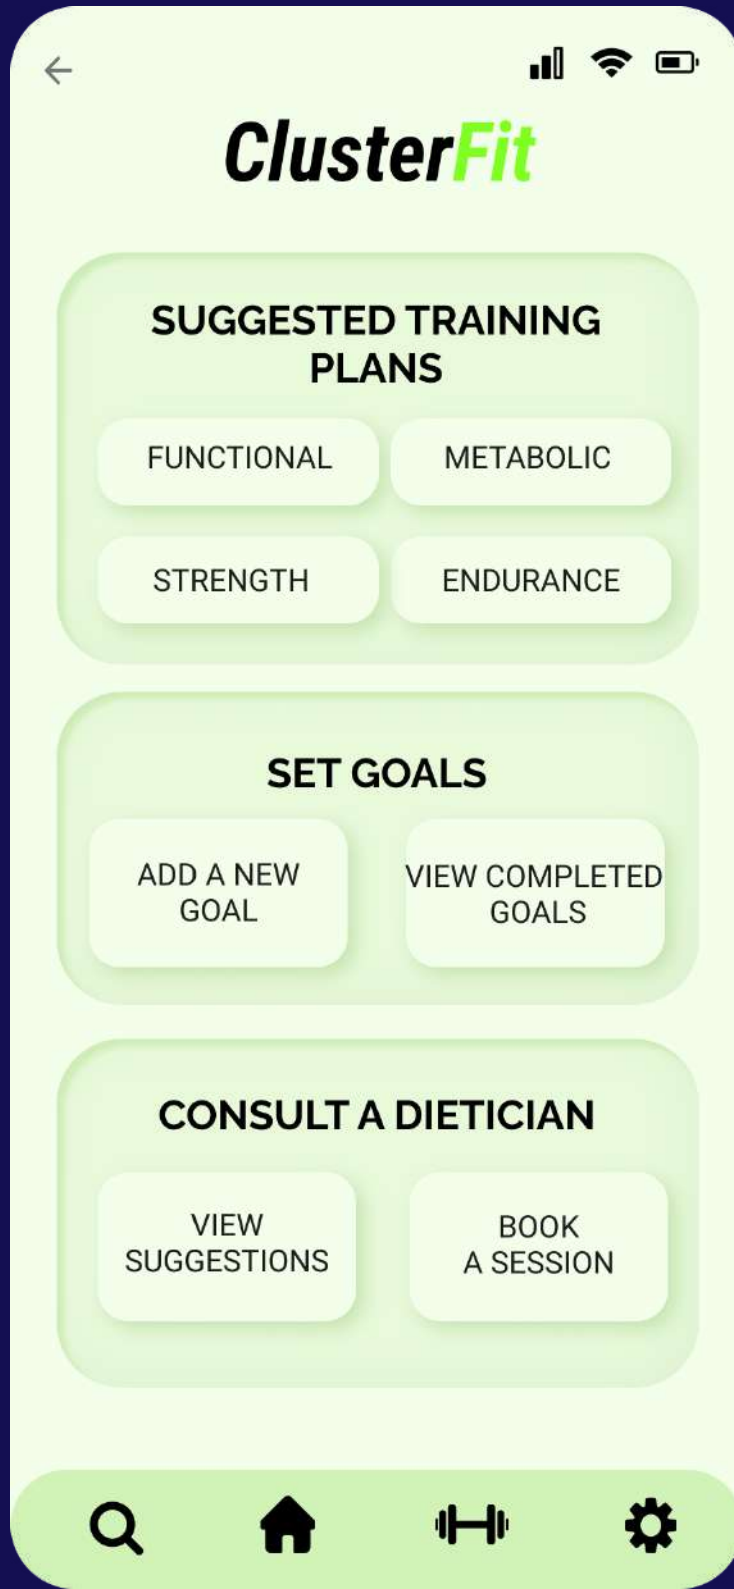 ClusterFit
SUGGESTED TRAINING
PLANS
FUNCTIONAL
METABOLIC
STRENGTH
ENDURANCE
SET GOALS
ADD A NEW
GOAL
VIEW COMPLETED
GOALS
CONSULT A DIETICIAN
VIEW
SUGGESTIONS
BOOK
A SESSION